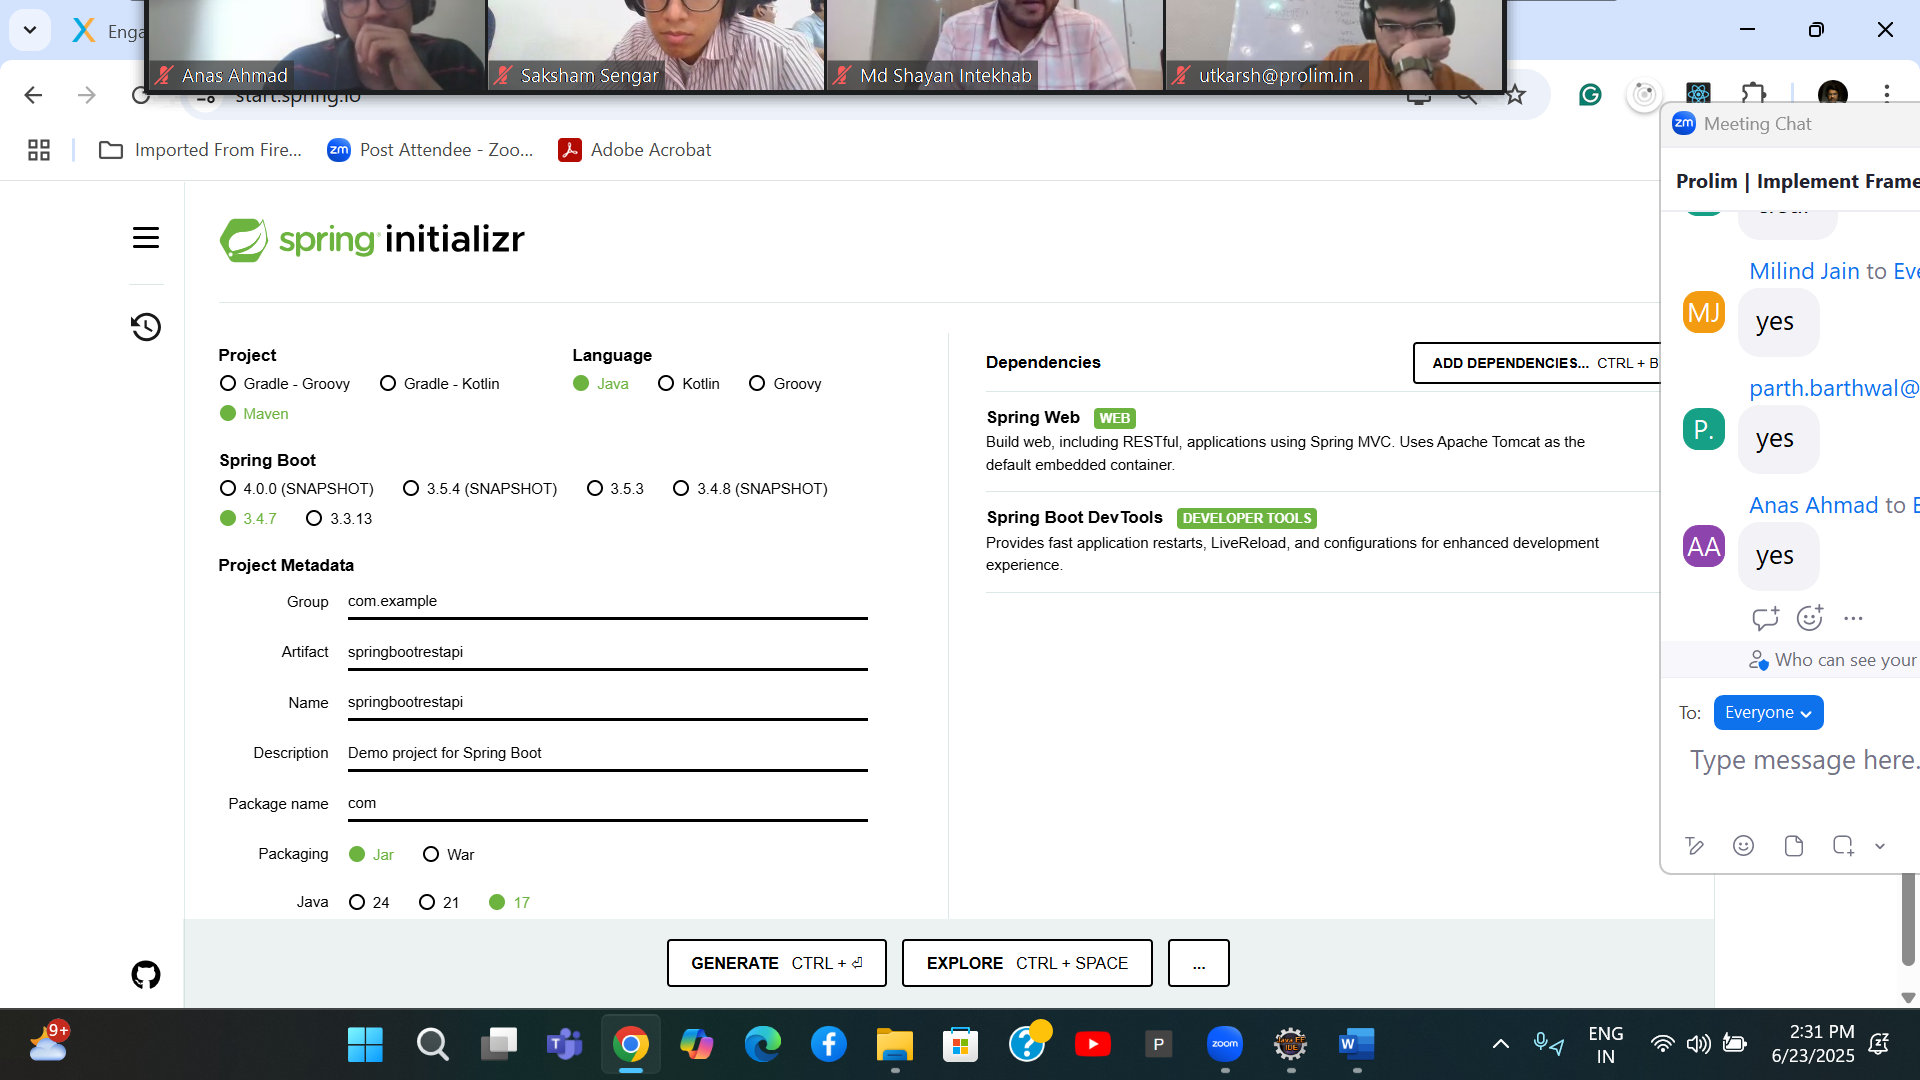 Enga
Anas Ahmad
Saksham Sengar
Md Shayan Intekhab
utkarsh@prolim.in .
start.spring.io
Imported From Fire...
zm
Post Attendee - Zoo...
Adobe Acrobat
spring initializr
Project
Gradle - Groovy
Gradle - Kotlin
Maven
Language
Java
Kotlin
Groovy
Spring Boot
4.0.0 (SNAPSHOT)
3.5.4 (SNAPSHOT)
3.5.3
3.4.8 (SNAPSHOT)
3.4.7
3.3.13
Project Metadata
Group
com.example
Artifact
springbootrestapi
Name
springbootrestapi
Description
Demo project for Spring Boot
Package name
com
Packaging
Jar
War
Java
24
21
17
Dependencies
ADD DEPENDENCIES... CTRL + B
Spring Web WEB
Build web, including RESTful, applications using Spring MVC. Uses Apache Tomcat as the
default embedded container.
Spring Boot DevTools DEVELOPER TOOLS
Provides fast application restarts, LiveReload, and configurations for enhanced development
experience.
GENERATE CTRL + ⏎
EXPLORE CTRL + SPACE
...
zm
Meeting Chat
Prolim | Implement Frame
Milind Jain to Eve
MJ
yes
parth.barthwal@
P.
yes
Anas Ahmad to E
AA
yes
Who can see your
To:
Everyone
Type message here.
9+
T
P
zoom
Java EE
IDE
W
ENG
IN
2:31 PM
6/23/2025